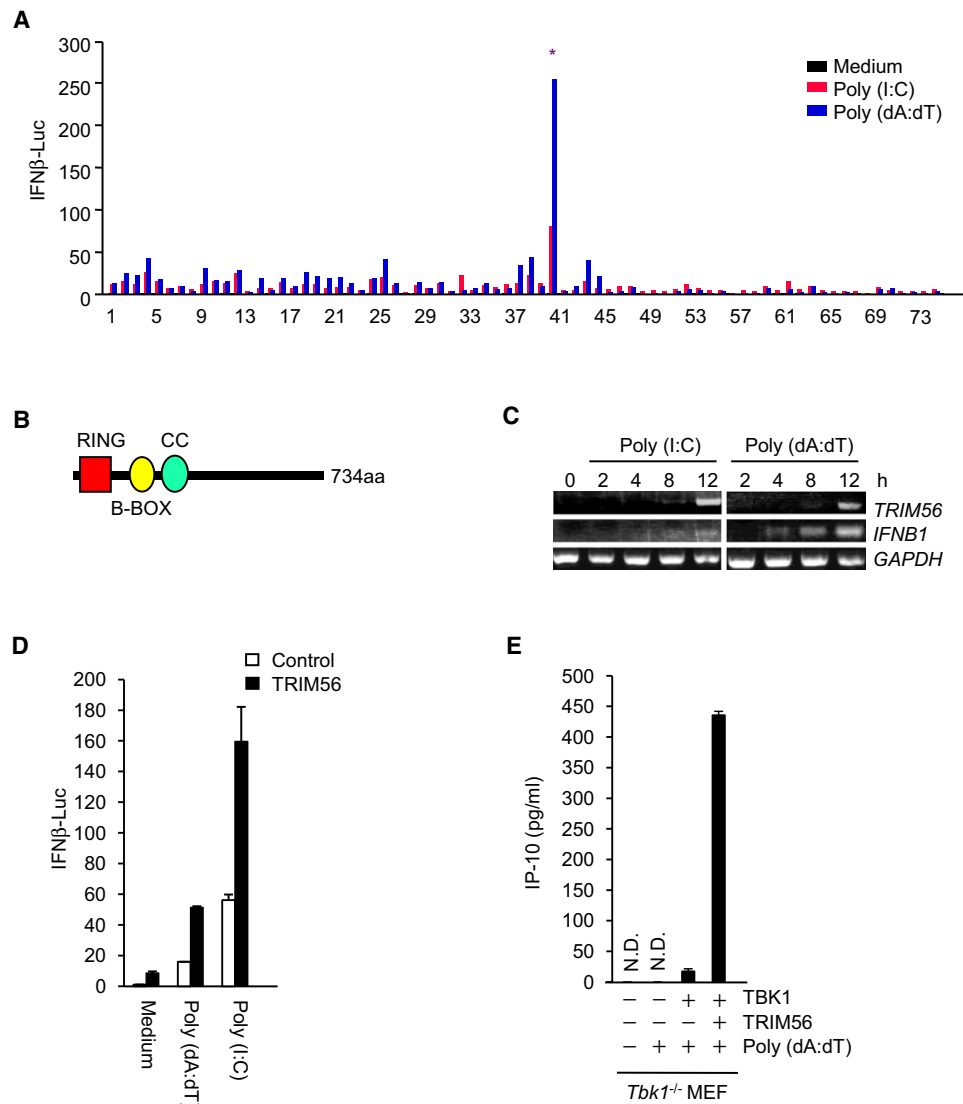 A
300
250
200
150
100
50
0
IFNβ-Luc
*
Medium
Poly (I:C)
Poly (dA:dT)
1 5 9 13 17 21 25 29 33 37 41 45 49 53 57 61 65 69 73
B
RING CC
734aa
B-BOX
C
Poly (I:C) Poly (dA:dT)
0 2 4 8 12 2 4 8 12 h
TRIM56
IFNB1
GAPDH
D
Control
TRIM56
200
180
160
140
120
100
80
60
40
20
0
IFNβ-Luc
Medium
Poly (dA:dT
Poly (I:C)
E
500
450
400
350
300
250
200
150
100
50
0
IP-10 (pg/ml)
N.D.
N.D.
− − + + TBK1
− − − + TRIM56
− + + + Poly (dA:dT)
Tbk1-/- MEF